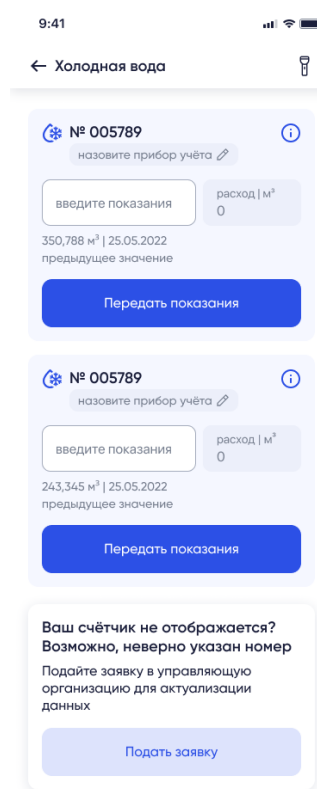 9:41
Холодная вода
№ 005789
назовите прибор учёта
введите показания
расход | м³
0
350,788 м³ | 25.05.2022
предыдущее значение
Передать показания
№ 005789
назовите прибор учёта
введите показания
расход | м³
0
243,345 м³ | 25.05.2022
предыдущее значение
Передать показания
Ваш счётчик не отображается?
Возможно, неверно указан номер
Подайте заявку в управляющую
организацию для актуализации
данных
Подать заявку